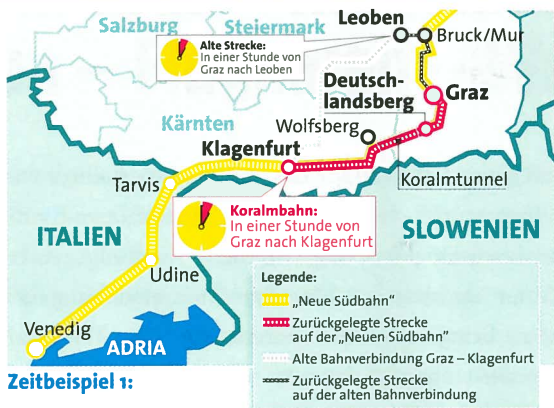 Salzburg
Steiermark
Leoben
Bruck/Mur
Alte Strecke:
In einer Stunde von
Graz nach Leoben
Deutsch-
landsberg
Graz
Kärnten
Wolfsberg
Klagenfurt
Koralmtunnel
Tarvis
Koralmbahn:
In einer Stunde von
Graz nach Klagenfurt
SLOWENIEN
ITALIEN
Udine
Venedig
ADRIA
Legende:
„Neue Südbahn“
Zurückgelegte Strecke
auf der „Neuen Südbahn“
Alte Bahnverbindung Graz – Klagenfurt
Zurückgelegte Strecke
auf der alten Bahnverbindung
Zeitbeispiel 1: